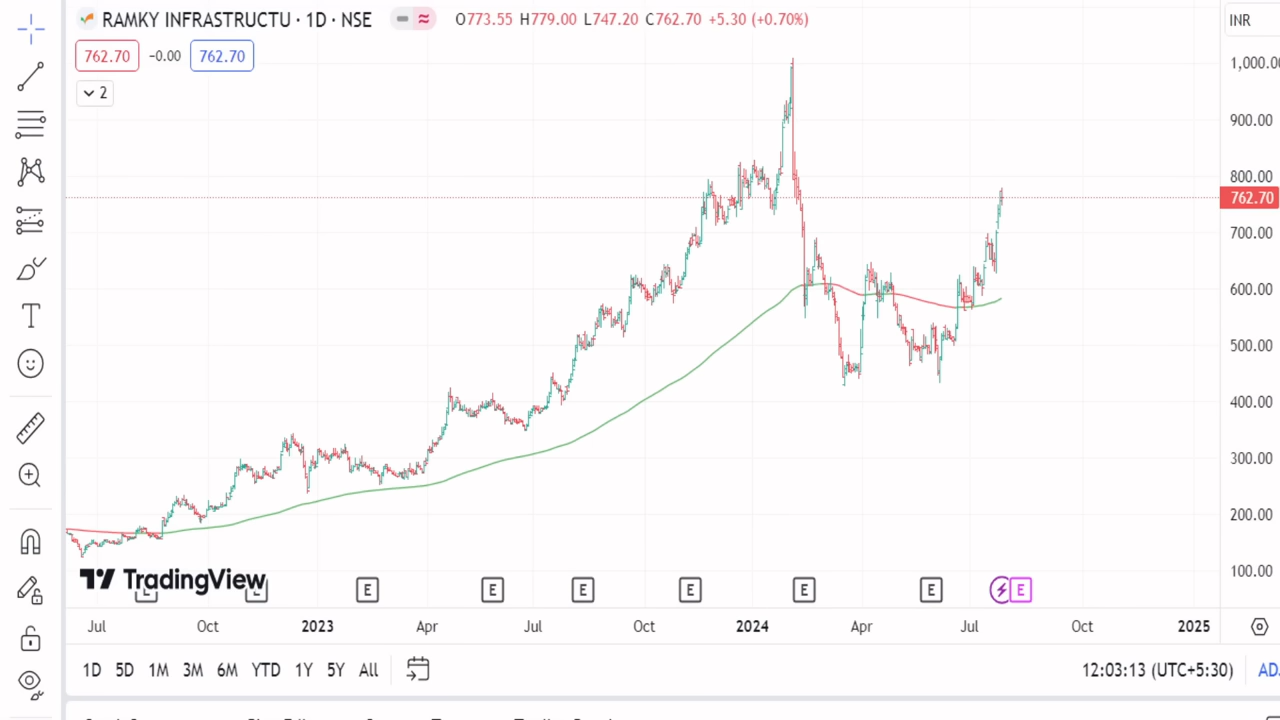 RAMKY INFRASTRUCTU · 1D · NSE O773.55 H779.00 L747.20 C762.70 +5.30 (+0.70%) INR
762.70 −0.00 762.70
2
1,000.00
900.00
800.00
762.70
700.00
600.00
500.00
400.00
300.00
200.00
100.00
TradingView
E E E E E E E
Jul Oct 2023 Apr Jul Oct 2024 Apr Jul Oct 2025
1D 5D 1M 3M 6M YTD 1Y 5Y All 12:03:13 (UTC+5:30) ADJ